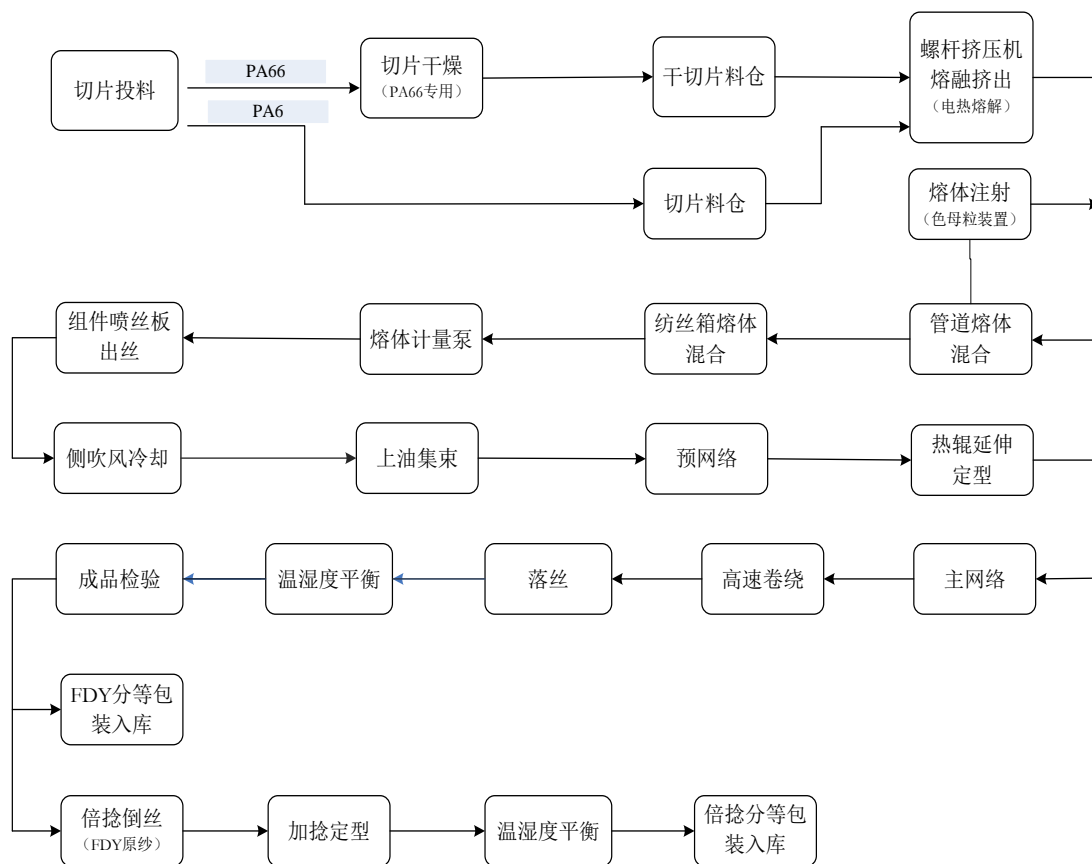 切片投料
PA66
PA6
切片干燥
（PA66专用）
干切片料仓
螺杆挤压机
熔融挤出
（电热熔解）
切片料仓
熔体注射
（色母粒装置）
组件喷丝板
出丝
熔体计量泵
纺丝箱熔体
混合
管道熔体
混合
侧吹风冷却
上油集束
预网络
热辊延伸
定型
成品检验
温湿度平衡
落丝
高速卷绕
主网络
FDY分等包
装入库
倍捻倒丝
（FDY原纱）
加捻定型
温湿度平衡
倍捻分等包
装入库